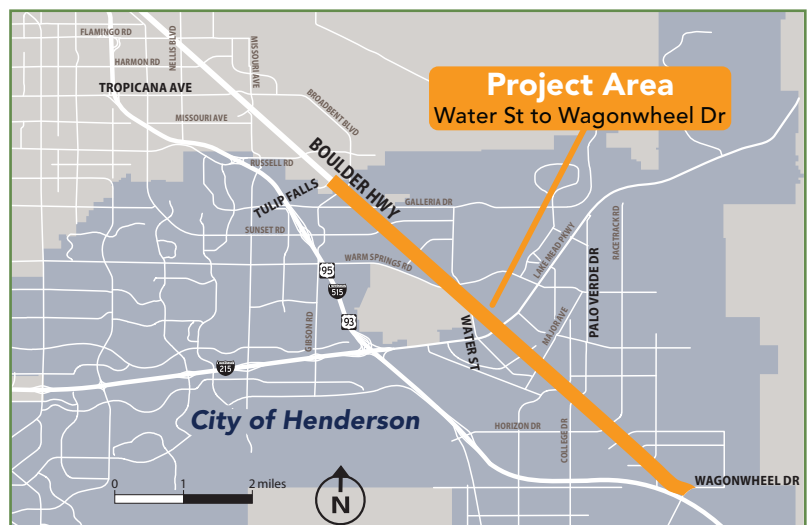 FLAMINGO RD
NELLIS BLVD
MISSOURI AVE
HARMON RD
TROPICANA AVE
BROADBENT BLVD
MISSOURI AVE
Project Area
Water St to Wagonwheel Dr
RUSSELL RD
BOULDER HWY
TULIP FALLS
GALLERIA DR
SUNSET RD
RACE TRACK RD
LAKE MEAD PKWY
PALO VERDE DR
WARM SPRINGS RD
95
515
93
GIBSON RD
WATER ST
MAJOR AVE
215
City of Henderson
HORIZON DR
COLLEGE DR
WAGONWHEEL DR
0 1 2 miles
N